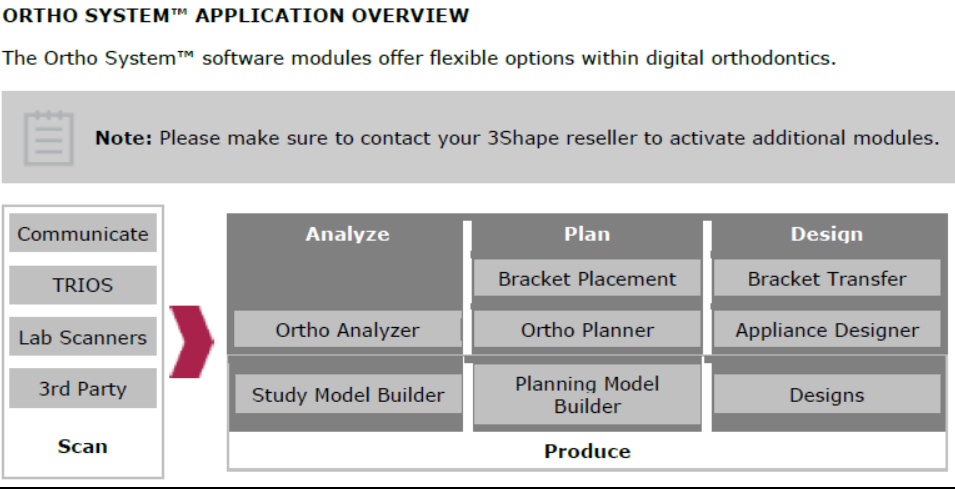 ORTHO SYSTEM™ APPLICATION OVERVIEW
The Ortho System™ software modules offer flexible options within digital orthodontics.
Note: Please make sure to contact your 3Shape reseller to activate additional modules.
Communicate
TRIOS
Lab Scanners
3rd Party
Scan
Analyze
Ortho Analyzer
Study Model Builder
Plan
Bracket Placement
Ortho Planner
Planning Model
Builder
Design
Bracket Transfer
Appliance Designer
Designs
Produce